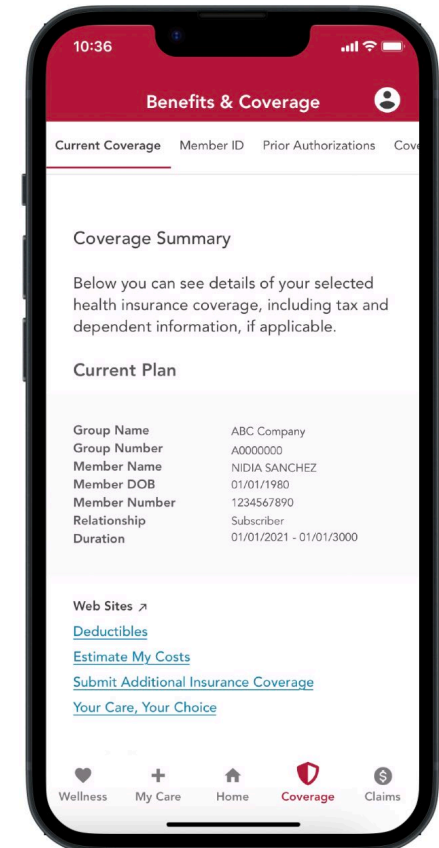 10:36
Benefits & Coverage
Current Coverage Member ID Prior Authorizations Cove
Coverage Summary
Below you can see details of your selected
health insurance coverage, including tax and
dependent information, if applicable.
Current Plan
Group Name ABC Company
Group Number A0000000
Member Name NIDIA SANCHEZ
Member DOB 01/01/1980
Member Number 1234567890
Relationship Subscriber
Duration 01/01/2021 - 01/01/3000
Web Sites ↗
Deductibles
Estimate My Costs
Submit Additional Insurance Coverage
Your Care, Your Choice
Wellness My Care Home Coverage Claims